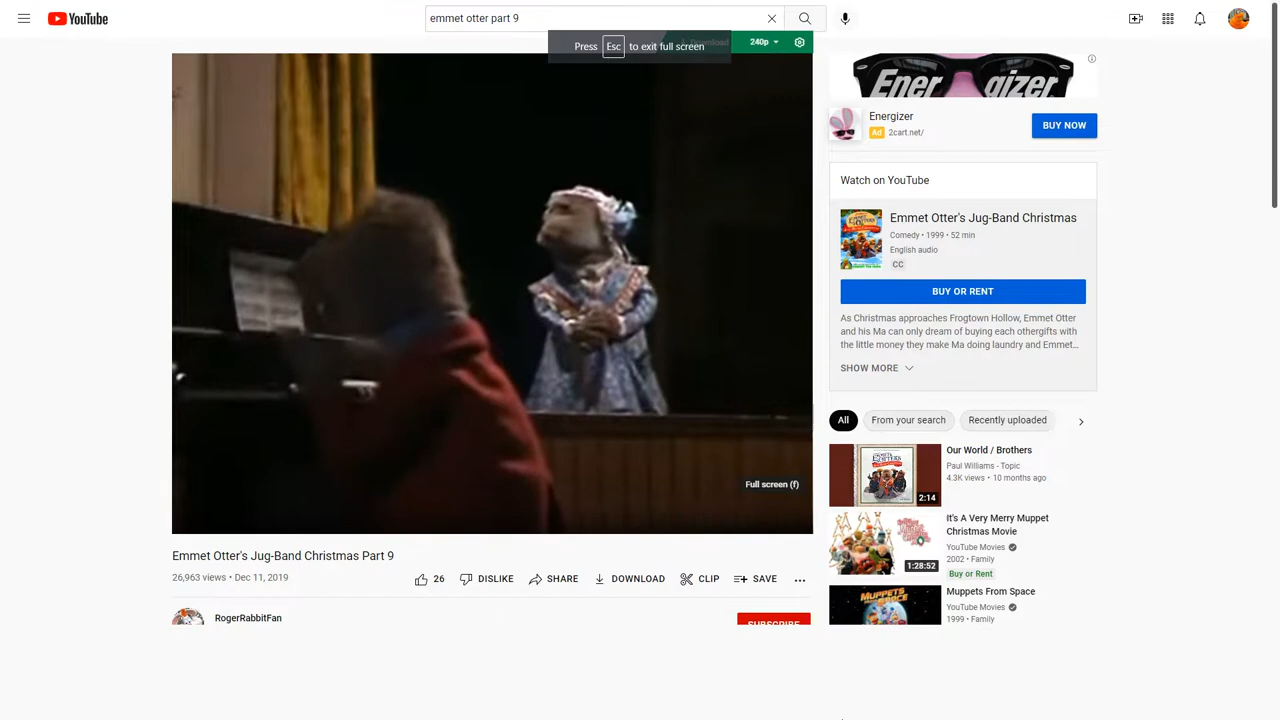 YouTube
emmet otter part 9
Press Esc to exit full screen
Download
240p
Energizer
Energizer
Ad 2cart.net/
BUY NOW
Watch on YouTube
Emmet Otter's Jug-Band Christmas
Comedy • 1999 • 52 min
English audio
CC
BUY OR RENT
As Christmas approaches Frogtown Hollow, Emmet Otter
and his Ma can only dream of buying each othergifts with
the little money they make Ma doing laundry and Emmet...
SHOW MORE
All
From your search
Recently uploaded
Full screen (f)
Our World / Brothers
Paul Williams - Topic
4.3K views • 10 months ago
2:14
It's A Very Merry Muppet
Christmas Movie
YouTube Movies
2002 • Family
Buy or Rent
1:28:52
Muppets From Space
YouTube Movies
1999 • Family
Emmet Otter's Jug-Band Christmas Part 9
26,963 views • Dec 11, 2019
26
DISLIKE
SHARE
DOWNLOAD
CLIP
SAVE
RogerRabbitFan
SUBSCRIBE